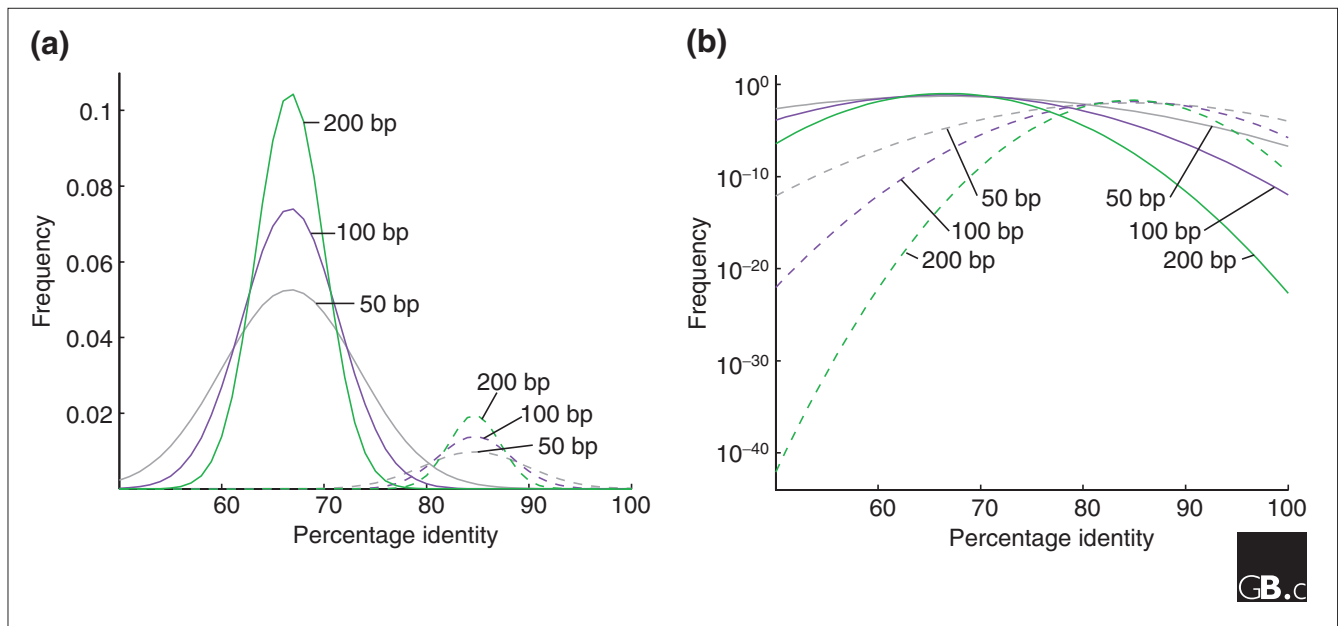 (a)
0.1
0.08
0.06
0.04
0.02
Frequency
200 bp
100 bp
50 bp
200 bp
100 bp
50 bp
60 70 80 90 100
Percentage identity
(b)
10⁰
10⁻¹⁰
10⁻²⁰
10⁻³⁰
10⁻⁴⁰
Frequency
50 bp
100 bp
200 bp
50 bp
100 bp
200 bp
60 70 80 90 100
Percentage identity
GB.c